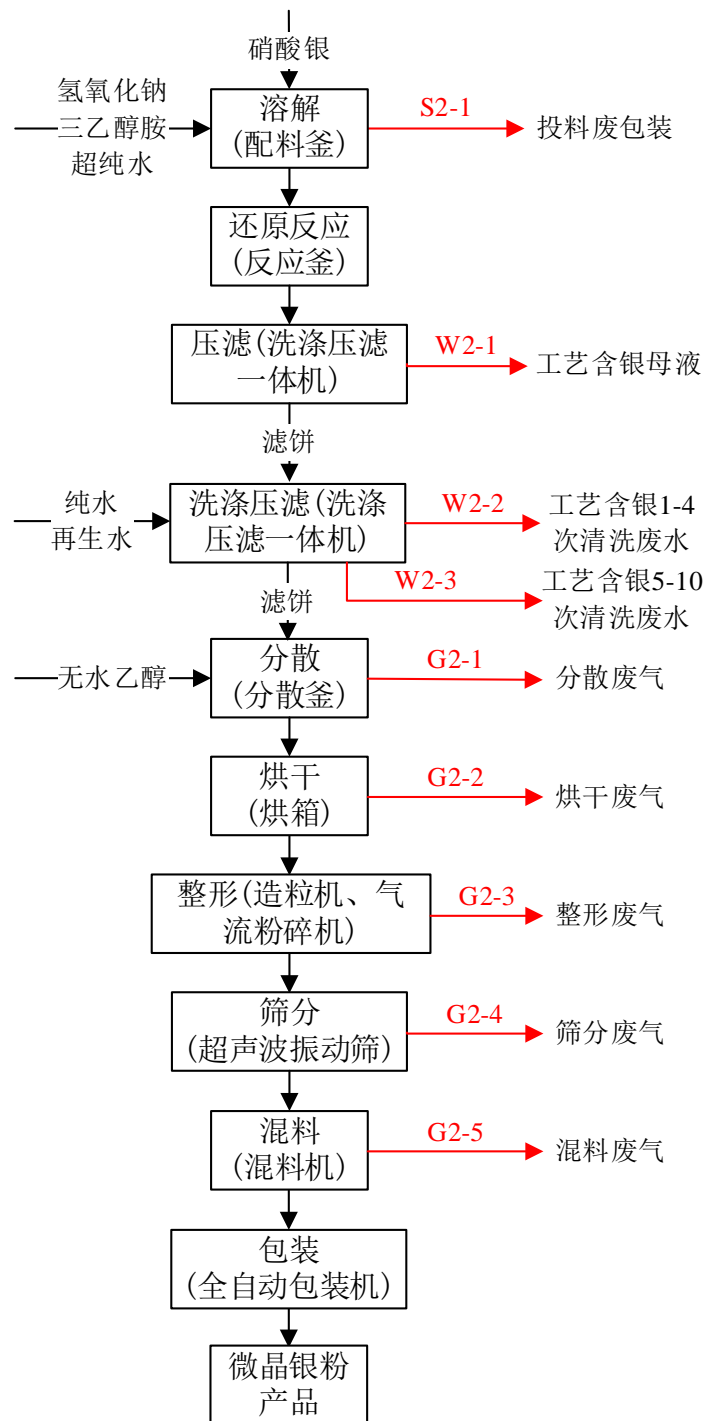 硝酸银
氢氧化钠
三乙醇胺
超纯水
溶解
(配料釜)
S2-1
投料废包装
还原反应
(反应釜)
压滤(洗涤压滤
一体机)
W2-1
工艺含银母液
滤饼
纯水
再生水
洗涤压滤(洗涤
压滤一体机)
W2-2
工艺含银1-4
次清洗废水
W2-3
工艺含银5-10
次清洗废水
滤饼
无水乙醇
分散
(分散釜)
G2-1
分散废气
烘干
(烘箱)
G2-2
烘干废气
整形(造粒机、气
流粉碎机)
G2-3
整形废气
筛分
(超声波振动筛)
G2-4
筛分废气
混料
(混料机)
G2-5
混料废气
包装
(全自动包装机)
微晶银粉
产品